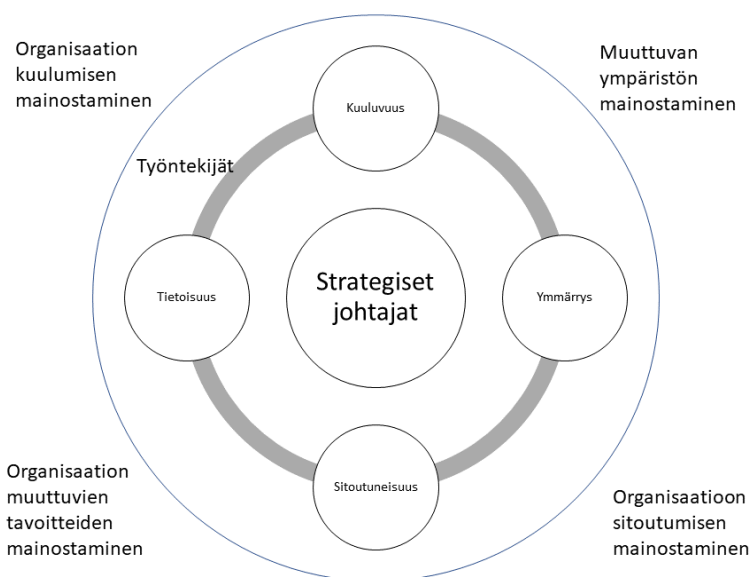 Organisaation
kuulumisen
mainostaminen
Muuttuvan
ympäristön
mainostaminen
Kuuluvuus
Työntekijät
Tietoisuus
Strategiset
johtajat
Ymmärrys
Sitoutuneisuus
Organisaation
muuttuvien
tavoitteiden
mainostaminen
Organisaatioon
sitoutumisen
mainostaminen